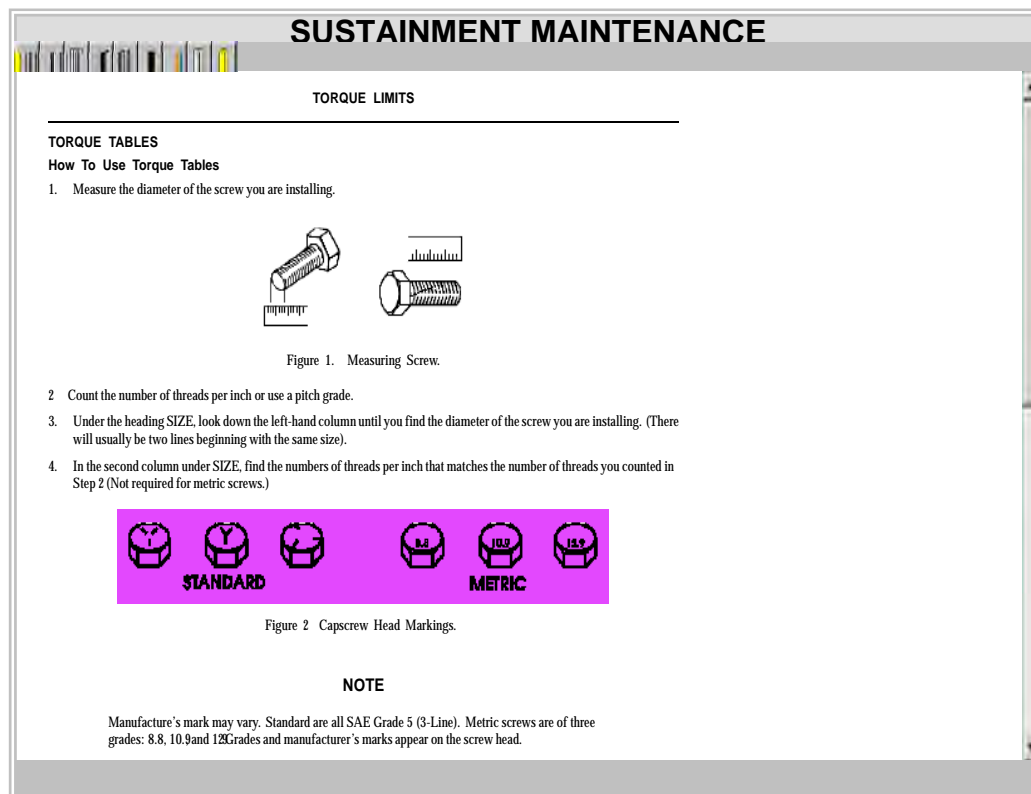 SUSTAINMENT MAINTENANCE
TORQUE LIMITS
TORQUE TABLES
How To Use Torque Tables
1. Measure the diameter of the screw you are installing.
Figure 1. Measuring Screw.
2 Count the number of threads per inch or use a pitch grade.
3. Under the heading SIZE, look down the left-hand column until you find the diameter of the screw you are installing. (There
will usually be two lines beginning with the same size).
4. In the second column under SIZE, find the numbers of threads per inch that matches the number of threads you counted in
Step 2 (Not required for metric screws.)
8.8 10.9 12.9
STANDARD METRIC
Figure 2 Capscrew Head Markings.
NOTE
Manufacture's mark may vary. Standard are all SAE Grade 5 (3-Line). Metric screws are of three
grades: 8.8, 10.9and Grades and manufacturer's marks appear on the screw head.